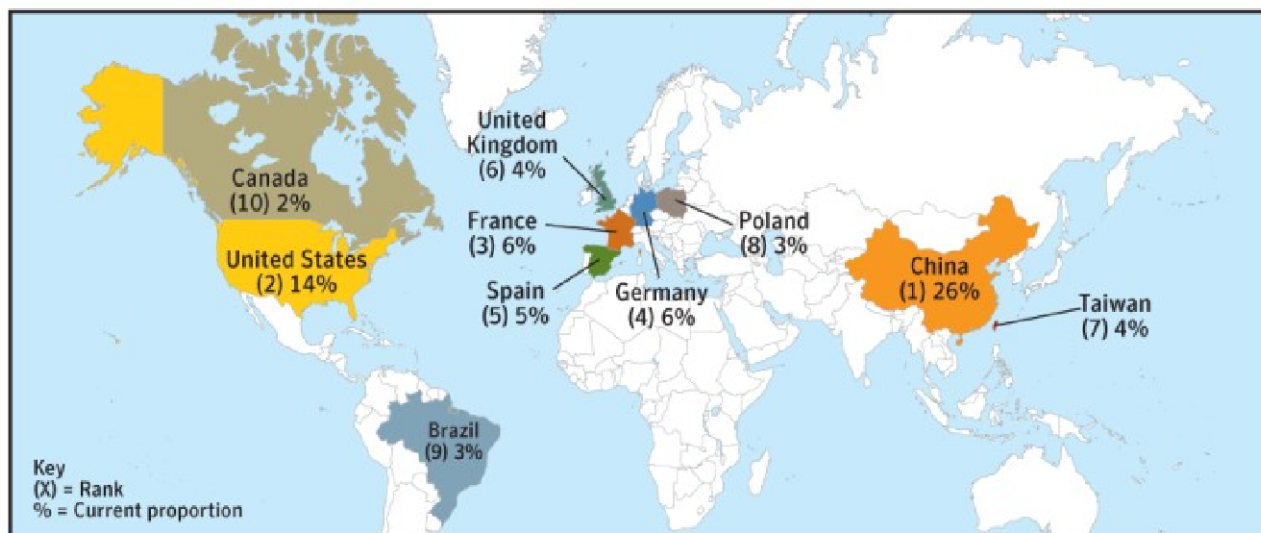 Canada
(10) 2%
United States
(2) 14%
Brazil
(9) 3%
United
Kingdom
(6) 4%
France
(3) 6%
Spain
(5) 5%
Germany
(4) 6%
Poland
(8) 3%
China
(1) 26%
Taiwan
(7) 4%
Key
(X) = Rank
% = Current proportion